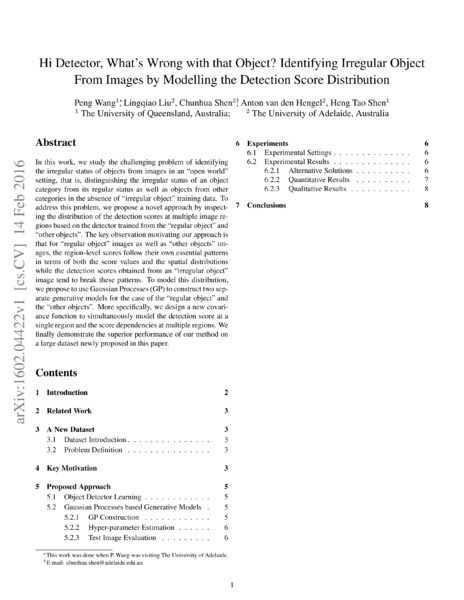 Hi Detector, What's Wrong with that Object? Identifying Irregular Object
From Images by Modelling the Detection Score Distribution
Peng Wang¹,* Lingqiao Liu², Chunhua Shen²,† Anton van den Hengel², Heng Tao Shen¹
¹ The University of Queensland, Australia; ² The University of Adelaide, Australia
arXiv:1602.04422v1 [cs.CV] 14 Feb 2016
Abstract
In this work, we study the challenging problem of identifying
the irregular status of objects from images in an "open world"
setting, that is, distinguishing the irregular status of an object
category from its regular status as well as objects from other
categories in the absence of "irregular object" training data. To
address this problem, we propose a novel approach by inspect-
ing the distribution of the detection scores at multiple image re-
gions based on the detector trained from the "regular object" and
"other objects". The key observation motivating our approach is
that for "regular object" images as well as "other objects" im-
ages, the region-level scores follow their own essential patterns
in terms of both the score values and the spatial distributions
while the detection scores obtained from an "irregular object"
image tend to break these patterns. To model this distribution,
we propose to use Gaussian Processes (GP) to construct two sep-
arate generative models for the case of the "regular object" and
the "other objects". More specifically, we design a new covari-
ance function to simultaneously model the detection score at a
single region and the score dependencies at multiple regions. We
finally demonstrate the superior performance of our method on
a large dataset newly proposed in this paper.
Contents
1 Introduction 2
2 Related Work 3
3 A New Dataset 3
3.1 Dataset Introduction . . . . . . . . . . . . . . 3
3.2 Problem Definition . . . . . . . . . . . . . . 3
4 Key Motivation 3
5 Proposed Approach 5
5.1 Object Detector Learning . . . . . . . . . . . . 5
5.2 Gaussian Processes based Generative Models . 5
5.2.1 GP Construction . . . . . . . . . . . 5
5.2.2 Hyper-parameter Estimation . . . . . . 6
5.2.3 Test Image Evaluation . . . . . . . . . 6
6 Experiments 6
6.1 Experimental Settings . . . . . . . . . . . . . . 6
6.2 Experimental Results . . . . . . . . . . . . . . 6
6.2.1 Alternative Solutions . . . . . . . . . . 6
6.2.2 Quantitative Results . . . . . . . . . . 7
6.2.3 Qualitative Results . . . . . . . . . . . 8
7 Conclusions 8
*This work was done when P. Wang was visiting The University of Adelaide.
†E-mail: chunhua.shen@adelaide.edu.au
1